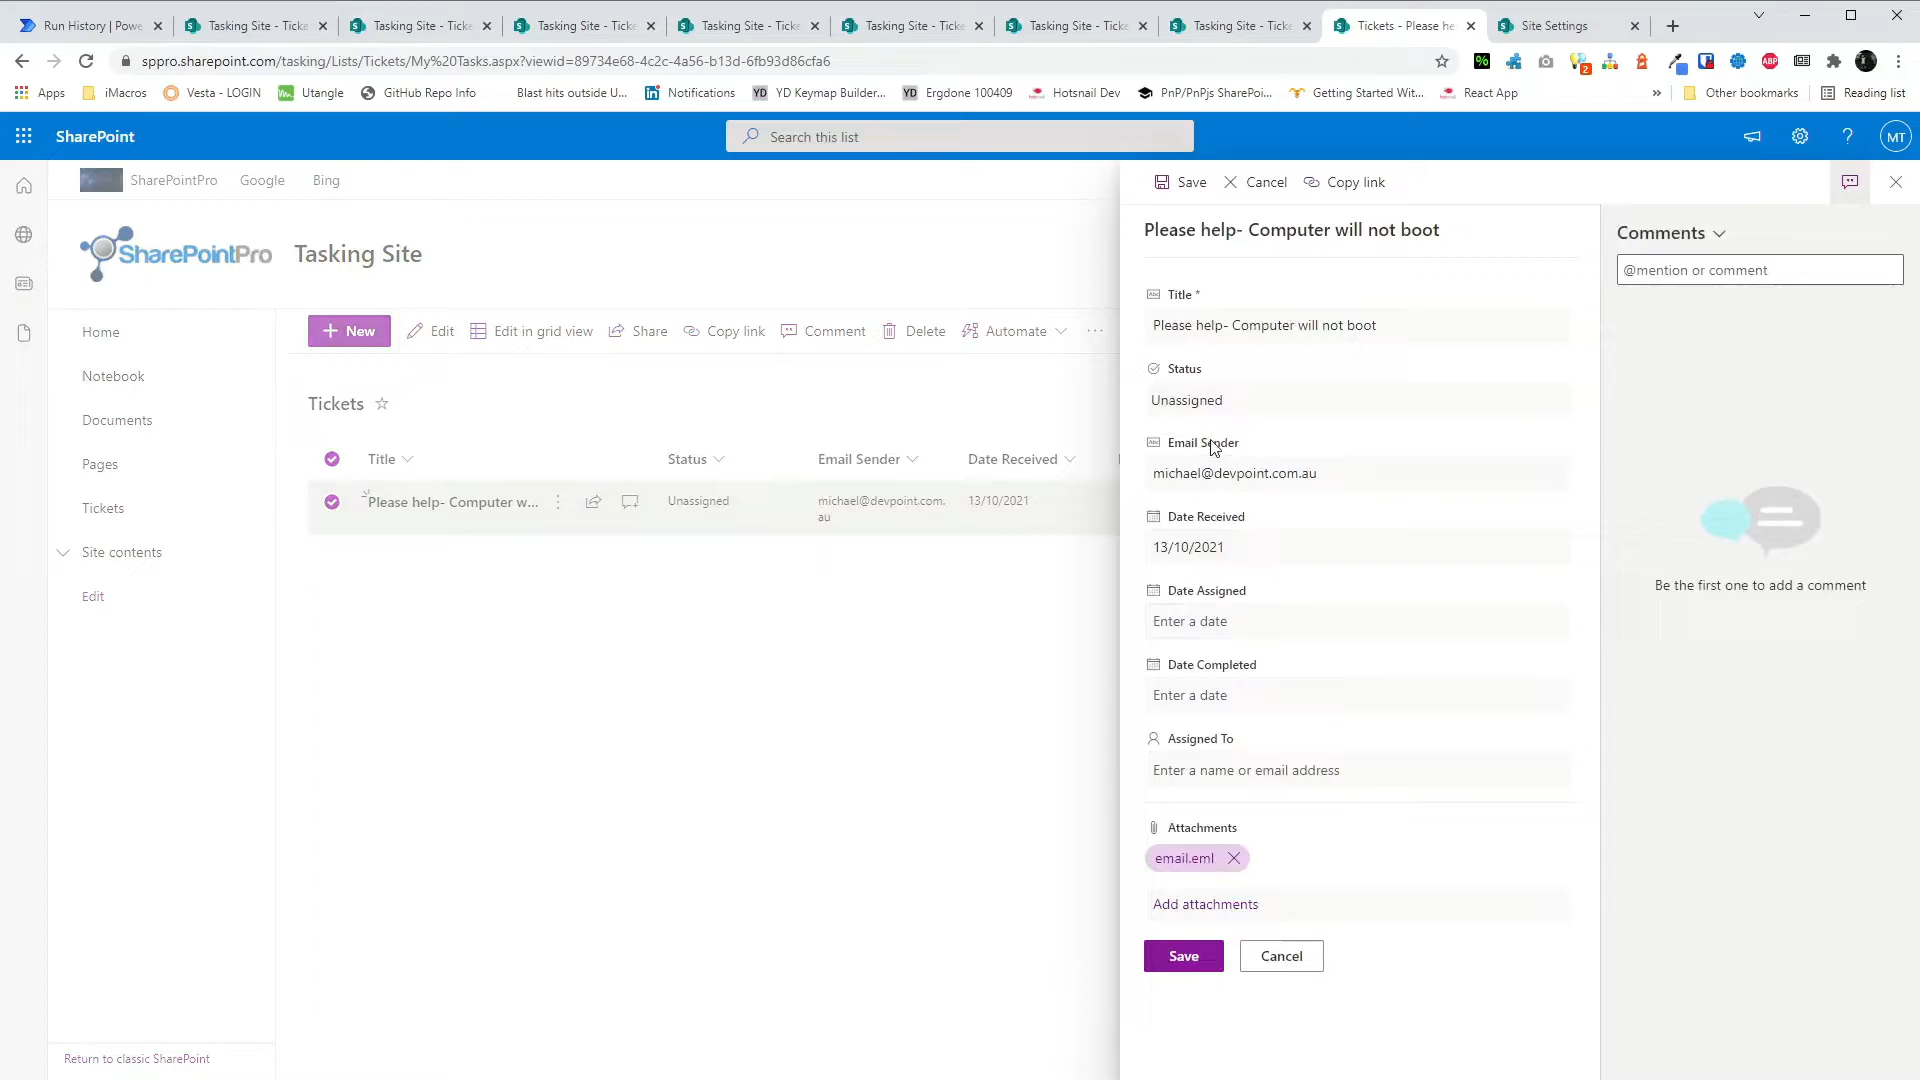 Run History | Powe
Tasking Site - Ticke
Tasking Site - Ticke
Tasking Site - Ticke
Tasking Site - Ticke
Tasking Site - Ticke
Tasking Site - Ticke
Tasking Site - Ticke
Tickets - Please he
Site Settings
sppro.sharepoint.com/tasking/Lists/Tickets/My%20Tasks.aspx?viewid=89734e68-4c2c-4a56-b13d-6fb93d86cfa6
Apps
iMacros
Vesta - LOGIN
Utangle
GitHub Repo Info
Blast hits outside U...
Notifications
YD YD Keymap Builder...
YD Ergdone 100409
Hotsnail Dev
PnP/PnPjs SharePoi...
Getting Started Wit...
React App
»
Other bookmarks
Reading list
SharePoint
Search this list
MT
SharePointPro
Google
Bing
SharePointPro
Tasking Site
Home
Notebook
Documents
Pages
Tickets
Site contents
Edit
Return to classic SharePoint
+ New
Edit
Edit in grid view
Share
Copy link
Comment
Delete
Automate
...
Tickets
Title
Status
Email Sender
Date Received
Please help- Computer w...
Unassigned
michael@devpoint.com.
au
13/10/2021
Save
Cancel
Copy link
Please help- Computer will not boot
Title *
Please help- Computer will not boot
Status
Unassigned
Email Sender
michael@devpoint.com.au
Date Received
13/10/2021
Date Assigned
Enter a date
Date Completed
Enter a date
Assigned To
Enter a name or email address
Attachments
email.eml
Add attachments
Save
Cancel
Comments
@mention or comment
Be the first one to add a comment